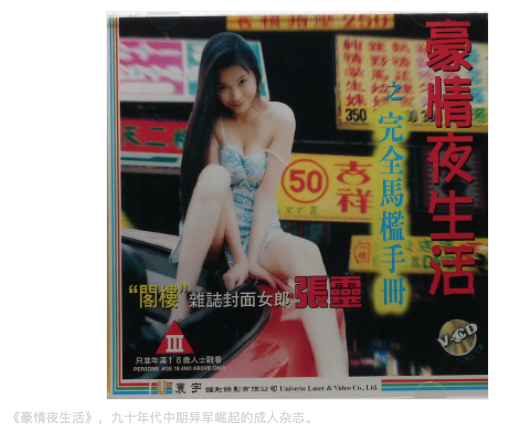 豪情夜生活
之完全馬檻手冊
350
50
吉祥
天二
“閣樓”雜誌封面女郎張靈
III
只准年滿18歲人士觀看
PERSONS AGE 18 AND ABOVE ONLY
V-CD
寰宇鐳射錄影有限公司 Universe Laser & Video Co., Ltd.
《豪情夜生活》，九十年代中期异军崛起的成人杂志。